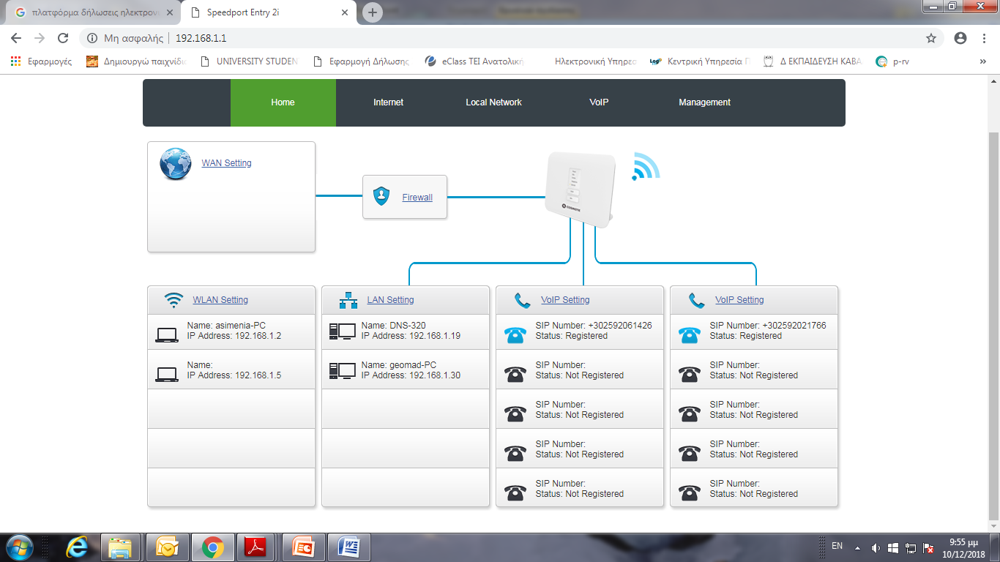 πλατφόρμα δήλωσεις ηλεκτρονι
Speedport Entry 2i
Μη ασφαλής
192.168.1.1
Εφαρμογές
Δημιουργώ παιχνίδι
UNIVERSITY STUDEN
Εφαρμογή Δήλωσης
eClass ΤΕΙ Ανατολική
Ηλεκτρονική Υπηρεσ
Κεντρική Υπηρεσία Π
Δ ΕΚΠΑΙΔΕΥΣΗ ΚΑΒΑ
p-rv
Home
Internet
Local Network
VoIP
Management
WAN Setting
Firewall
WLAN Setting
Name: asimenia-PC
IP Address: 192.168.1.2
Name:
IP Address: 192.168.1.5
LAN Setting
Name: DNS-320
IP Address: 192.168.1.19
Name: geomad-PC
IP Address: 192.168.1.30
VoIP Setting
SIP Number: +302592061426
Status: Registered
SIP Number:
Status: Not Registered
SIP Number:
Status: Not Registered
SIP Number:
Status: Not Registered
SIP Number:
Status: Not Registered
VoIP Setting
SIP Number: +302592021766
Status: Registered
SIP Number:
Status: Not Registered
SIP Number:
Status: Not Registered
SIP Number:
Status: Not Registered
SIP Number:
Status: Not Registered
EN
9:55 μμ
10/12/2018